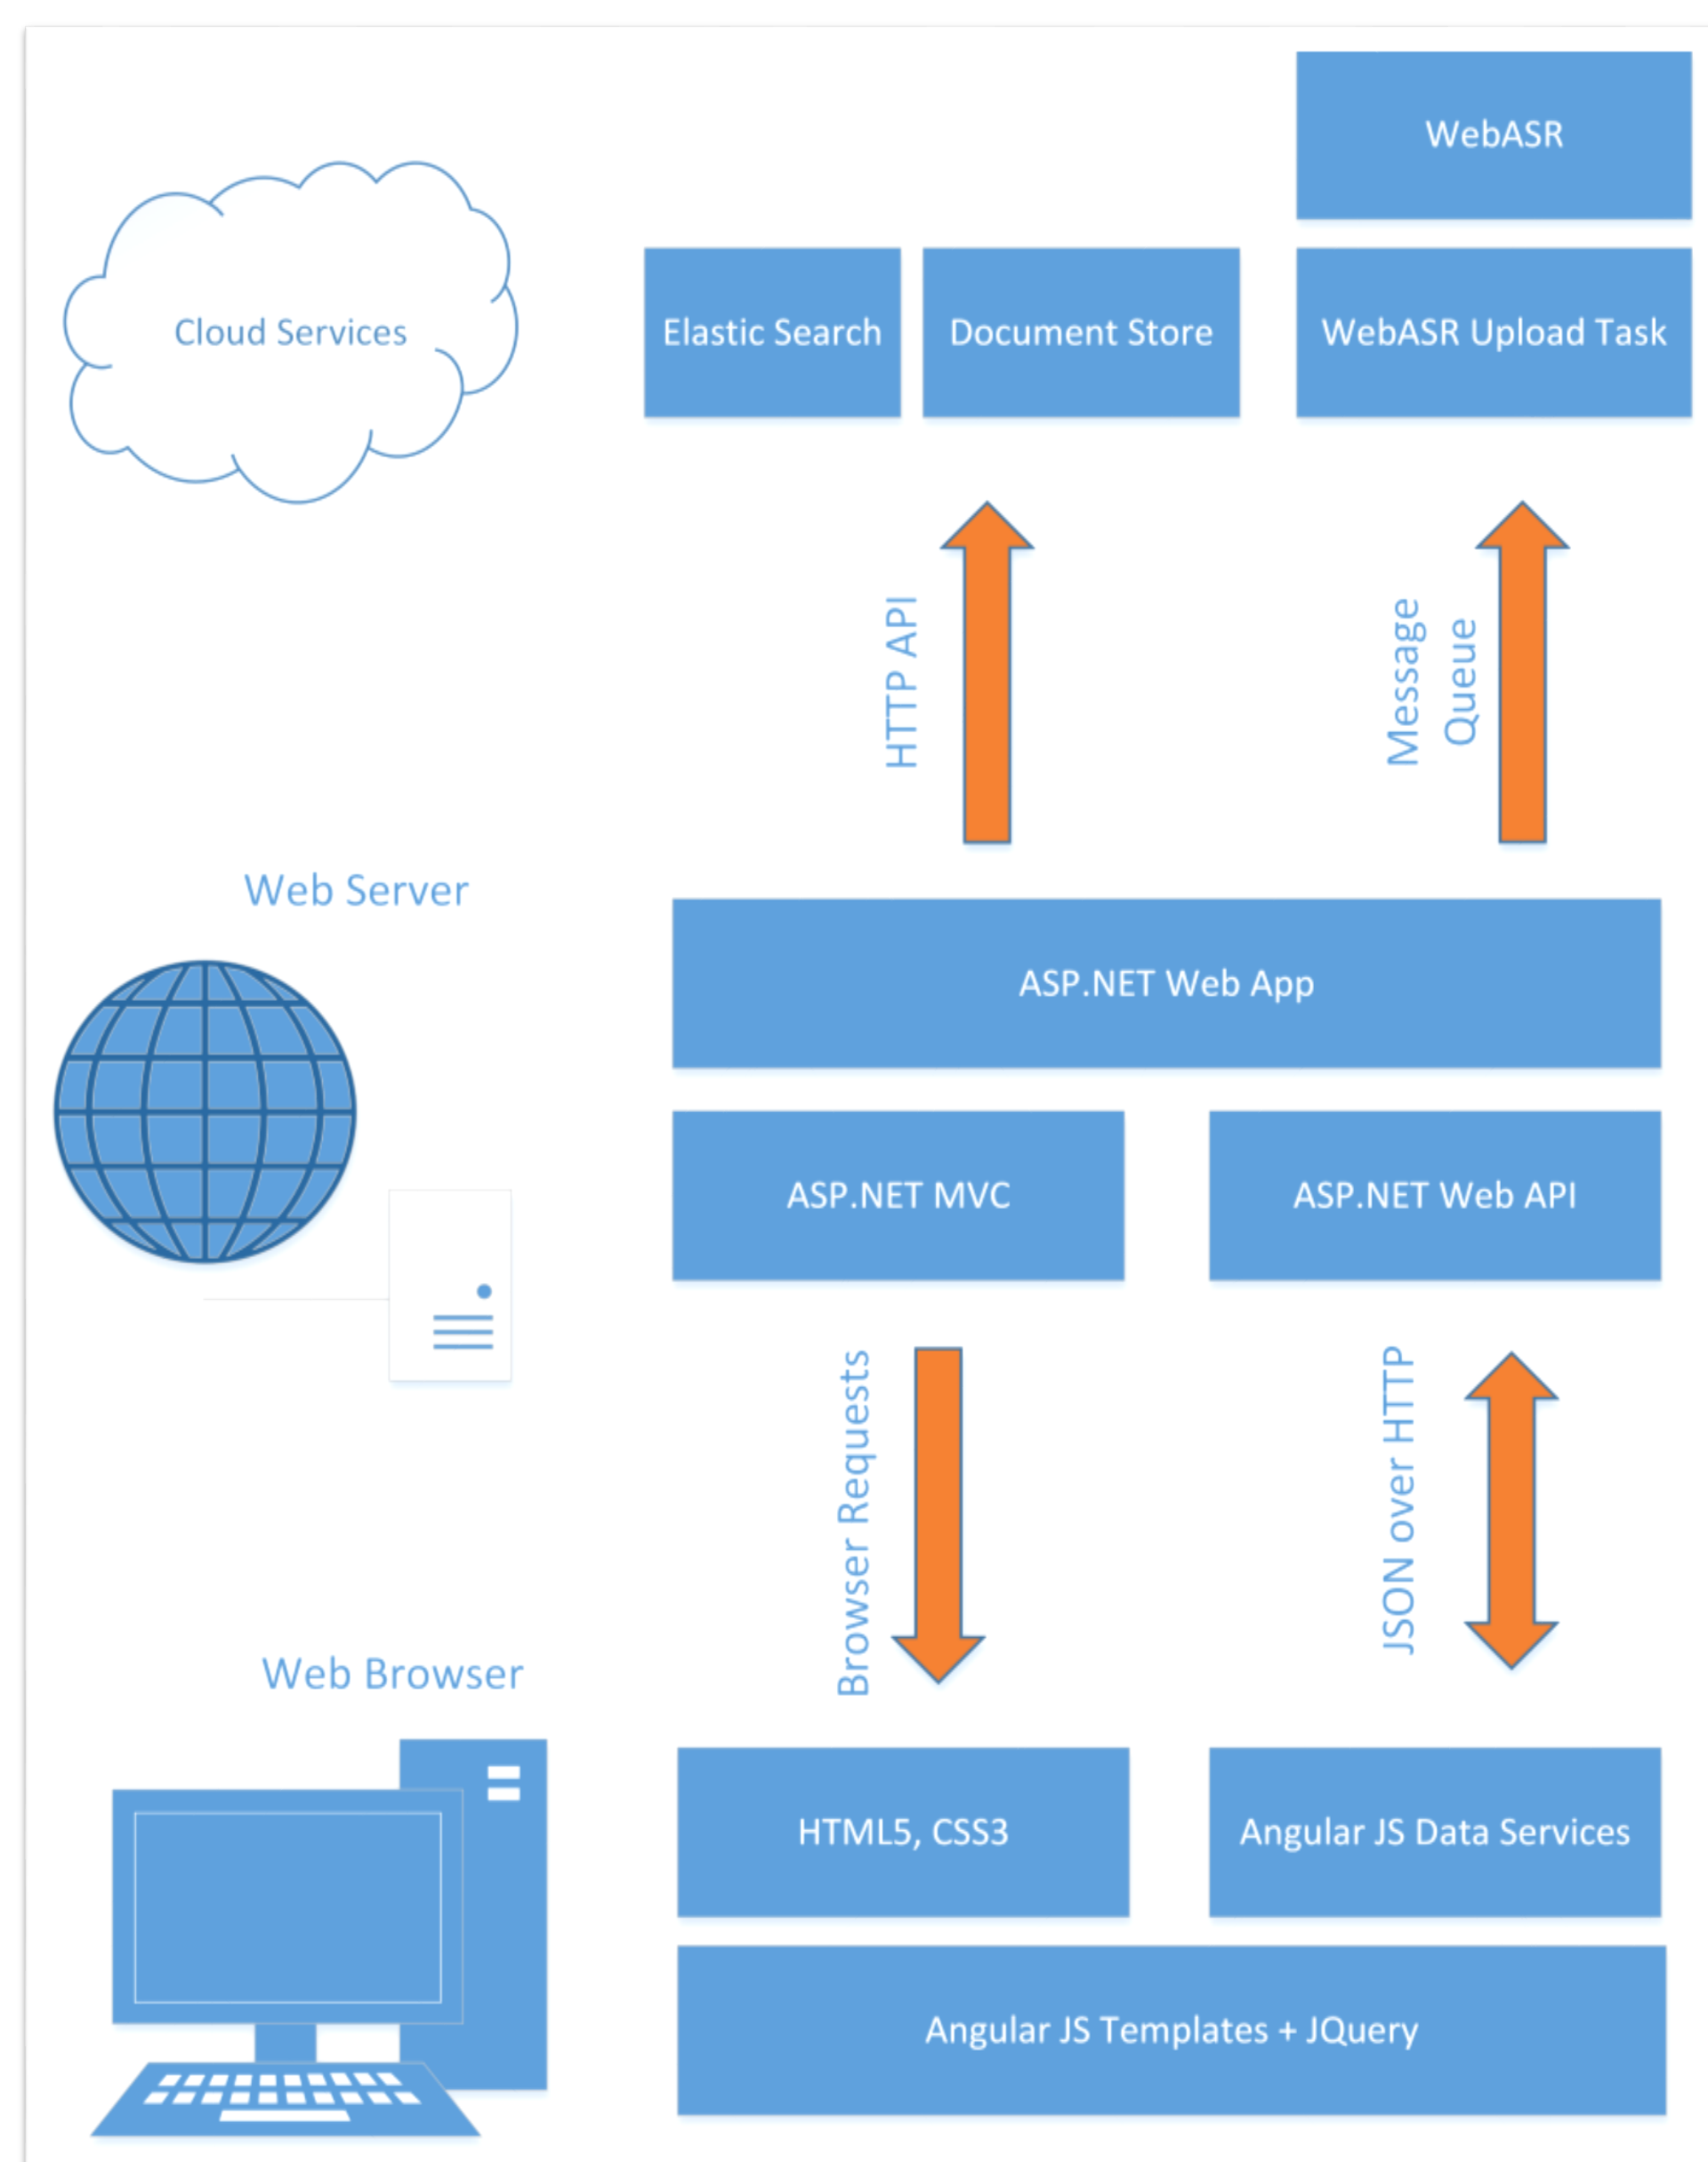 WebASR
Cloud Services
Elastic Search
Document Store
WebASR Upload Task
HTTP API
Message
Queue
Web Server
ASP.NET Web App
ASP.NET MVC
ASP.NET Web API
Browser Requests
JSON over HTTP
Web Browser
HTML5, CSS3
Angular JS Data Services
Angular JS Templates + JQuery